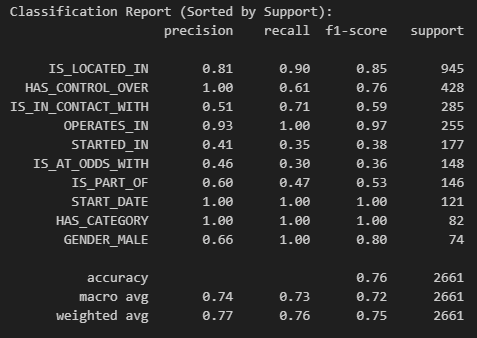 Classification Report (Sorted by Support):
precision recall f1-score support
IS_LOCATED_IN 0.81 0.90 0.85 945
HAS_CONTROL_OVER 1.00 0.61 0.76 428
IS_IN_CONTACT_WITH 0.51 0.71 0.59 285
OPERATES_IN 0.93 1.00 0.97 255
STARTED_IN 0.41 0.35 0.38 177
IS_AT_ODDS_WITH 0.46 0.30 0.36 148
IS_PART_OF 0.60 0.47 0.53 146
START_DATE 1.00 1.00 1.00 121
HAS_CATEGORY 1.00 1.00 1.00 82
GENDER_MALE 0.66 1.00 0.80 74
accuracy 0.76 2661
macro avg 0.74 0.73 0.72 2661
weighted avg 0.77 0.76 0.75 2661